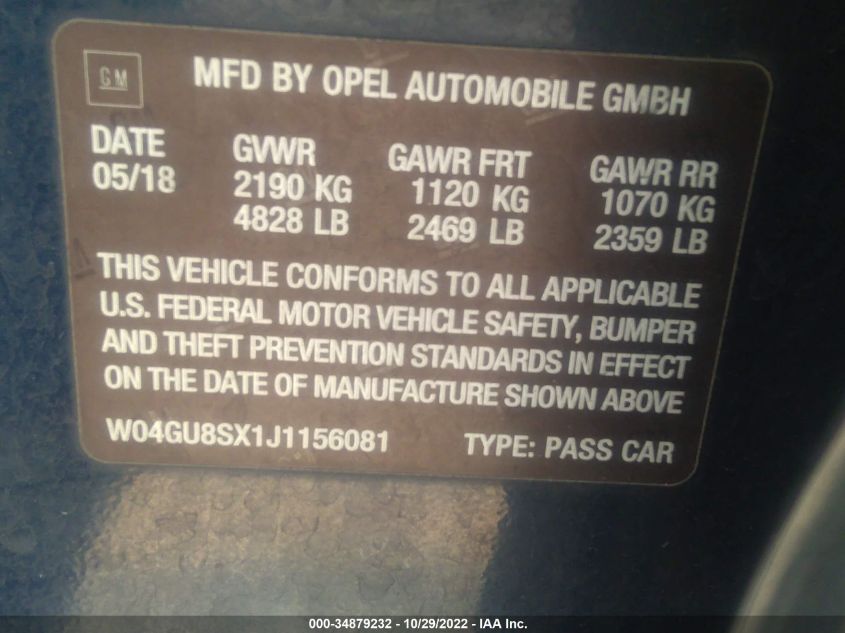 GM
MFD BY OPEL AUTOMOBILE GMBH
DATE GVWR GAWR FRT GAWR RR
05/18 2190 KG 1120 KG 1070 KG
4828 LB 2469 LB 2359 LB
THIS VEHICLE CONFORMS TO ALL APPLICABLE
U.S. FEDERAL MOTOR VEHICLE SAFETY, BUMPER
AND THEFT PREVENTION STANDARDS IN EFFECT
ON THE DATE OF MANUFACTURE SHOWN ABOVE
W04GU8SX1J1156081 TYPE: PASS CAR
000-34879232 - 10/29/2022 - IAA Inc.